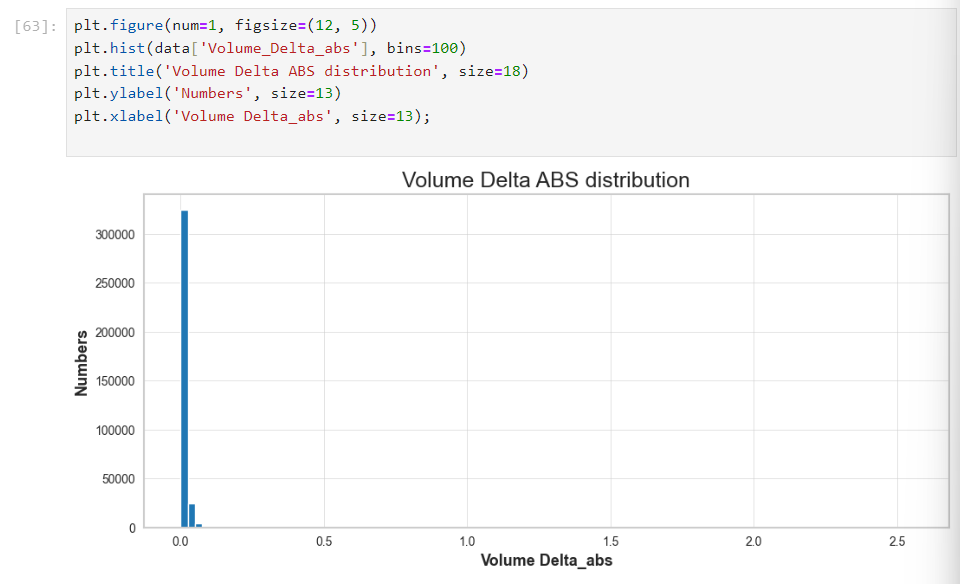 [63]: plt.figure(num=1, figsize=(12, 5))
plt.hist(data['Volume_Delta_abs'], bins=100)
plt.title('Volume Delta ABS distribution', size=18)
plt.ylabel('Numbers', size=13)
plt.xlabel('Volume Delta_abs', size=13);
Volume Delta ABS distribution
300000
250000
200000
150000
100000
50000
0
Numbers
0.0 0.5 1.0 1.5 2.0 2.5
Volume Delta_abs